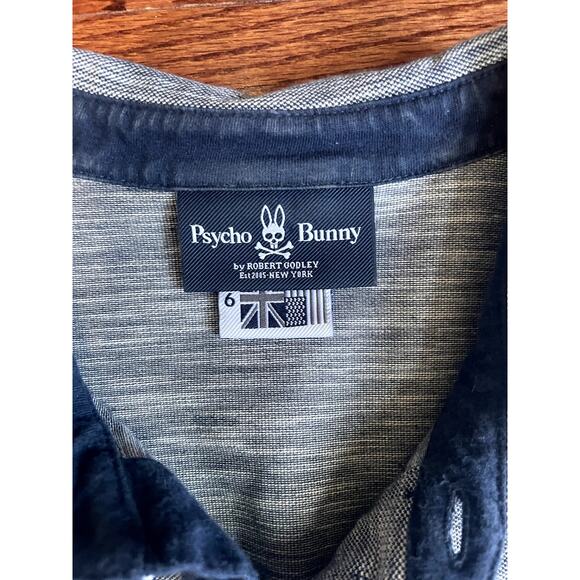 Psycho Bunny
by ROBERT GODLEY
Est 2005 - NEW YORK
6